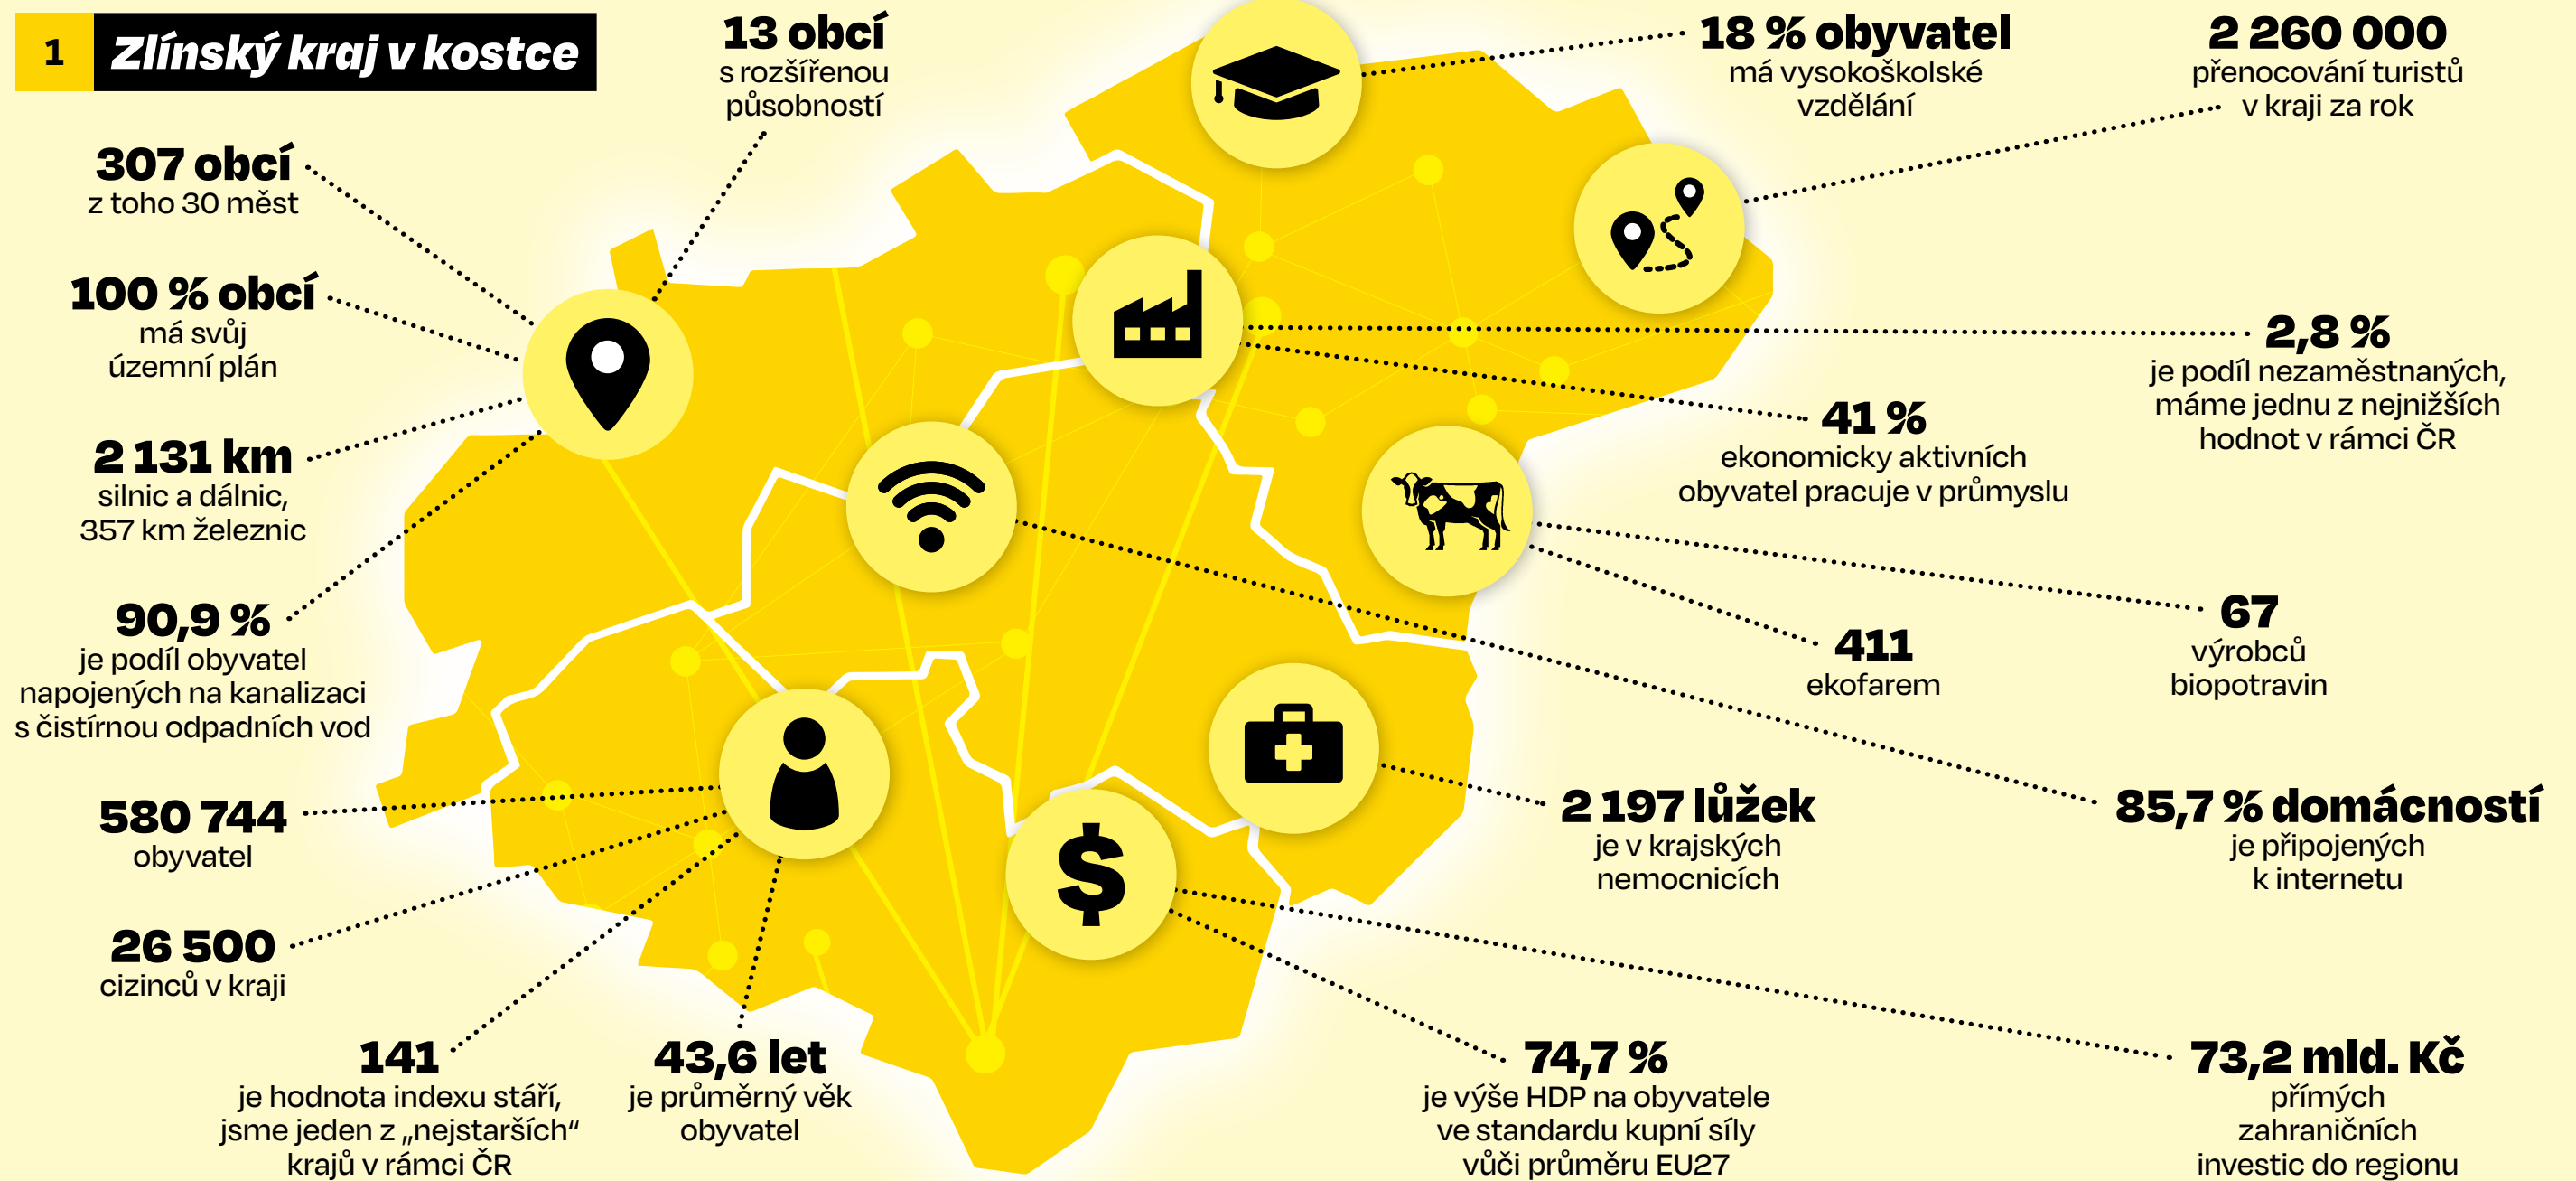 1 Zlínský kraj v kostce
13 obcí
s rozšířenou
působností
18 % obyvatel
má vysokoškolské
vzdělání
2 260 000
přenocování turistů
v kraji za rok
307 obcí
z toho 30 měst
100 % obcí
má svůj
územní plán
2 131 km
silnic a dálnic,
357 km železnic
90,9 %
je podíl obyvatel
napojených na kanalizaci
s čistírnou odpadních vod
580 744
obyvatel
26 500
cizinců v kraji
141
je hodnota indexu stáří,
jsme jeden z „nejstarších“
krajů v rámci ČR
43,6 let
je průměrný věk
obyvatel
2,8 %
je podíl nezaměstnaných,
máme jednu z nejnižších
hodnot v rámci ČR
41 %
ekonomicky aktivních
obyvatel pracuje v průmyslu
67
výrobců
biopotravin
411
ekofarem
2 197 lůžek
je v krajských
nemocnicích
85,7 % domácností
je připojených
k internetu
$
74,7 %
je výše HDP na obyvatele
ve standardu kupní síly
vůči průměru EU27
73,2 mld. Kč
přímých
zahraničních
investic do regionu